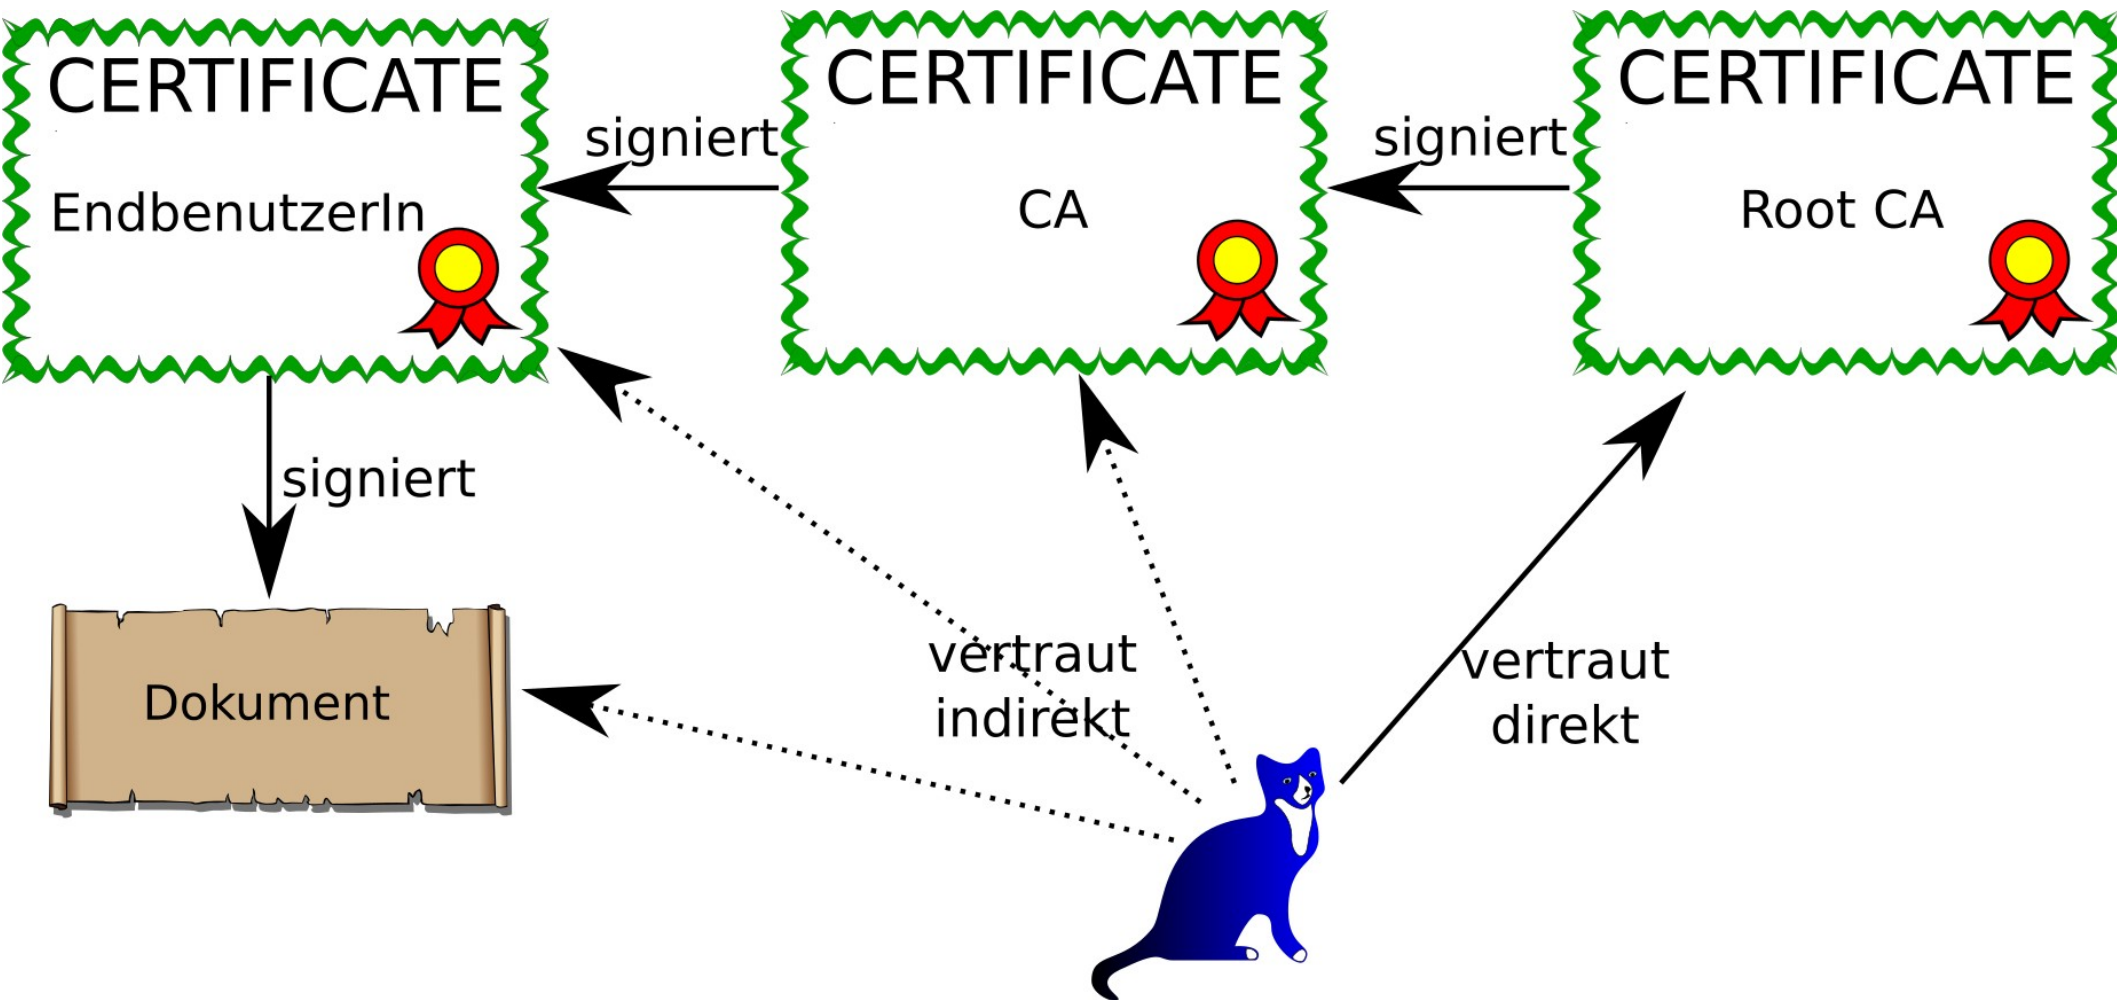 CERTIFICATE
EndbenutzerIn
signiert
CERTIFICATE
CA
signiert
CERTIFICATE
Root CA
signiert
Dokument
vertraut
indirekt
vertraut
direkt